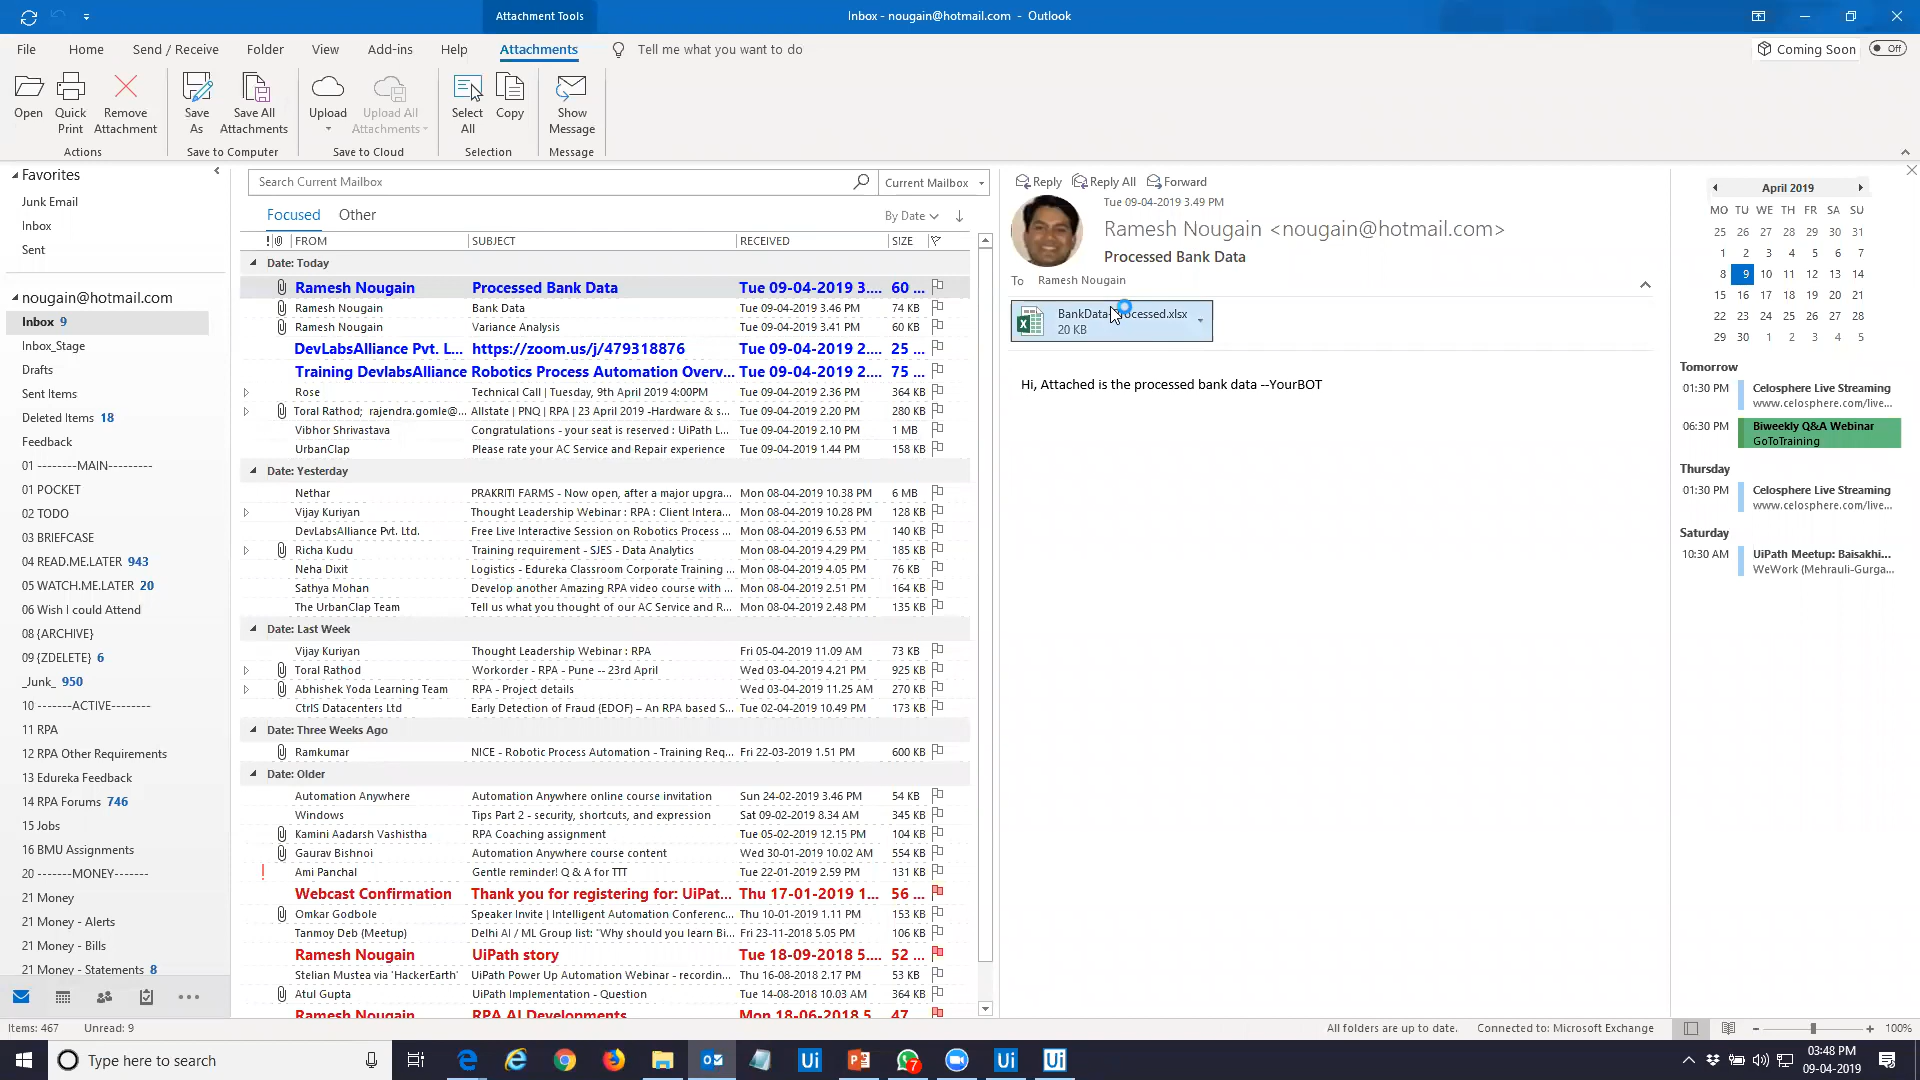 Attachment Tools
Inbox - nougain@hotmail.com - Outlook
File Home Send / Receive Folder View Add-ins Help Attachments Tell me what you want to do
Coming Soon Off
Open
Quick Print
Remove Attachment
Save As
Save All Attachments
Upload
Upload All Attachments
Select All
Copy
Show Message
Actions Save to Computer Save to Cloud Selection Message
Favorites
Junk Email
Inbox
Sent
nougain@hotmail.com
Inbox 9
Inbox_Stage
Drafts
Sent Items
Deleted Items 18
Feedback
01 --------MAIN---------
01 POCKET
02 TODO
03 BRIEFCASE
04 READ.ME.LATER 943
05 WATCH.ME.LATER 20
06 Wish I could Attend
08 {ARCHIVE}
09 {ZDELETE} 6
_Junk_ 950
10 -------ACTIVE--------
11 RPA
12 RPA Other Requirements
13 Edureka Feedback
14 RPA Forums 746
15 Jobs
16 BMU Assignments
20 -------MONEY-------
21 Money
21 Money - Alerts
21 Money - Bills
21 Money - Statements 8
Search Current Mailbox
Current Mailbox
Focused Other By Date
! FROM SUBJECT RECEIVED SIZE
Date: Today
Ramesh Nougain Processed Bank Data Tue 09-04-2019 3.... 60 ...
Ramesh Nougain Bank Data Tue 09-04-2019 3.46 PM 74 KB
Ramesh Nougain Variance Analysis Tue 09-04-2019 3.41 PM 60 KB
DevLabsAlliance Pvt. L... https://zoom.us/j/479318876 Tue 09-04-2019 2.... 25 ...
Training DevlabsAlliance Robotics Process Automation Overv... Tue 09-04-2019 2.... 75 ...
Rose Technical Call | Tuesday, 9th April 2019 4:00PM Tue 09-04-2019 2.36 PM 364 KB
Toral Rathod; rajendra.gomle@... Allstate | PNQ | RPA | 23 April 2019 -Hardware & s... Tue 09-04-2019 2.20 PM 280 KB
Vibhor Shrivastava Congratulations - your seat is reserved : UiPath L... Tue 09-04-2019 2.10 PM 1 MB
UrbanClap Please rate your AC Service and Repair experience Tue 09-04-2019 1.44 PM 158 KB
Date: Yesterday
Nethar PRAKRITI FARMS - Now open, after a major upgra... Mon 08-04-2019 10.38 PM 6 MB
Vijay Kuriyan Thought Leadership Webinar : RPA : Client Intera... Mon 08-04-2019 10.28 PM 128 KB
DevLabsAlliance Pvt. Ltd. Free Live Interactive Session on Robotics Process ... Mon 08-04-2019 6.53 PM 140 KB
Richa Kudu Training requirement - SJES - Data Analytics Mon 08-04-2019 4.29 PM 185 KB
Neha Dixit Logistics - Edureka Classroom Corporate Training ... Mon 08-04-2019 4.05 PM 76 KB
Sathya Mohan Develop another Amazing RPA video course with ... Mon 08-04-2019 2.51 PM 164 KB
The UrbanClap Team Tell us what you thought of our AC Service and R... Mon 08-04-2019 2.48 PM 135 KB
Date: Last Week
Vijay Kuriyan Thought Leadership Webinar : RPA Fri 05-04-2019 11.09 AM 73 KB
Toral Rathod Workorder - RPA - Pune -- 23rd April Wed 03-04-2019 4.21 PM 925 KB
Abhishek Yoda Learning Team RPA - Project details Wed 03-04-2019 11.25 AM 270 KB
CtrlS Datacenters Ltd Early Detection of Fraud (EDOF) – An RPA based S... Tue 02-04-2019 10.49 PM 173 KB
Date: Three Weeks Ago
Ramkumar NICE - Robotic Process Automation - Training Req... Fri 22-03-2019 1.51 PM 600 KB
Date: Older
Automation Anywhere Automation Anywhere online course invitation Sun 24-02-2019 3.46 PM 54 KB
Windows Tips Part 2 - security, shortcuts, and expression Sat 09-02-2019 8.34 AM 345 KB
Kamini Aadarsh Vashistha RPA Coaching assignment Tue 05-02-2019 12.15 PM 104 KB
Gaurav Bishnoi Automation Anywhere course content Wed 30-01-2019 10.02 AM 554 KB
! Ami Panchal Gentle reminder! Q & A for TTT Tue 22-01-2019 2.59 PM 131 KB
Webcast Confirmation Thank you for registering for: UiPat... Thu 17-01-2019 1... 56 ...
Omkar Godbole Speaker Invite | Intelligent Automation Conferenc... Thu 10-01-2019 1.11 PM 153 KB
Tanmoy Deb (Meetup) Delhi AI / ML Group list: "Why should you learn Bi... Fri 23-11-2018 5.05 PM 106 KB
Ramesh Nougain UiPath story Tue 18-09-2018 5.... 52 ...
Stelian Mustea via 'HackerEarth' UiPath Power Up Automation Webinar - recordin... Thu 16-08-2018 2.17 PM 53 KB
Atul Gupta UiPath Implementation - Question Tue 14-08-2018 10.03 AM 364 KB
Ramesh Nougain RPA AI Developments Mon 18-06-2018 5... 47
Reply Reply All Forward
Tue 09-04-2019 3.49 PM
Ramesh Nougain <nougain@hotmail.com>
Processed Bank Data
To Ramesh Nougain
20 KB
Hi, Attached is the processed bank data --YourBOT
April 2019
MO TU WE TH FR SA SU
25 26 27 28 29 30 31
1 2 3 4 5 6 7
8 9 10 11 12 13 14
15 16 17 18 19 20 21
22 23 24 25 26 27 28
29 30 1 2 3 4 5
Tomorrow
01:30 PM Celosphere Live Streaming
www.celosphere.com/live...
06:30 PM Biweekly Q&A Webinar
GoToTraining
Thursday
01:30 PM Celosphere Live Streaming
www.celosphere.com/live...
Saturday
10:30 AM UiPath Meetup: Baisakhi...
WeWork (Mehrauli-Gurga...
Items: 467 Unread: 9
All folders are up to date. Connected to: Microsoft Exchange 100%
Type here to search
Ui Ui Ui
7
03:48 PM
09-04-2019